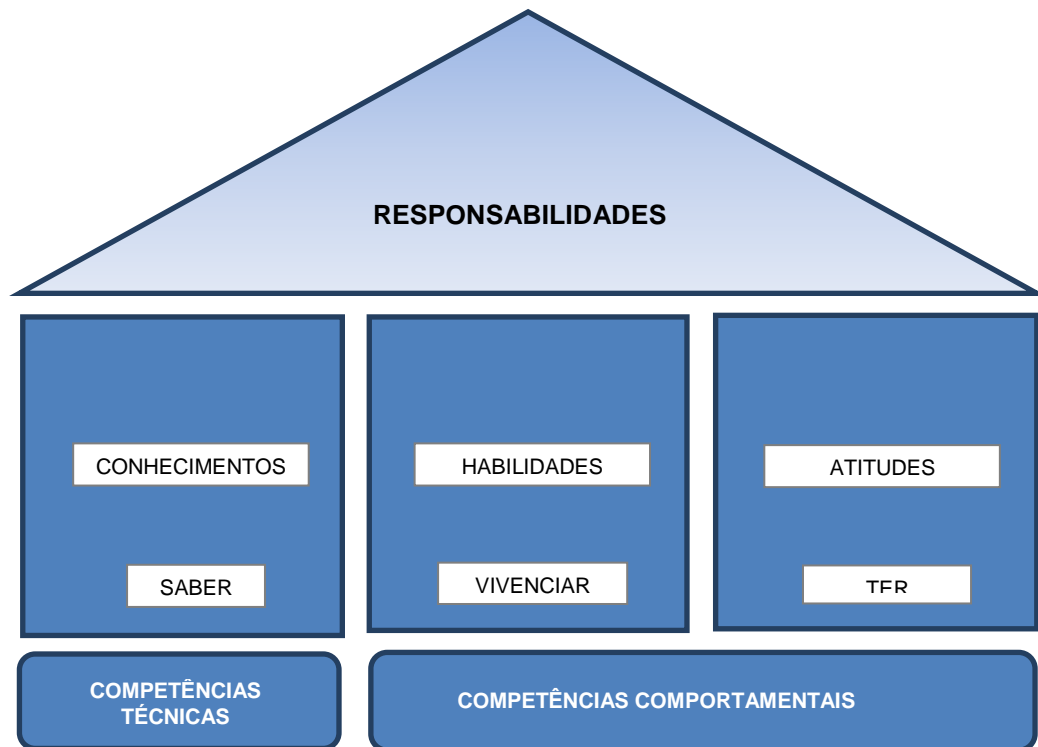 RESPONSABILIDADES
CONHECIMENTOS
HABILIDADES
ATITUDES
SABER
VIVENCIAR
TER
COMPETÊNCIAS
TÉCNICAS
COMPETÊNCIAS COMPORTAMENTAIS